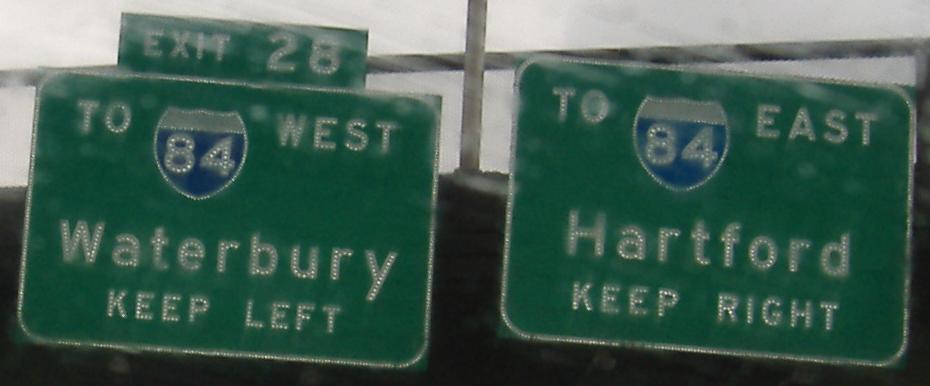 EXIT 28
TO 84 WEST
Waterbury
KEEP LEFT
TO 84 EAST
Hartford
KEEP RIGHT